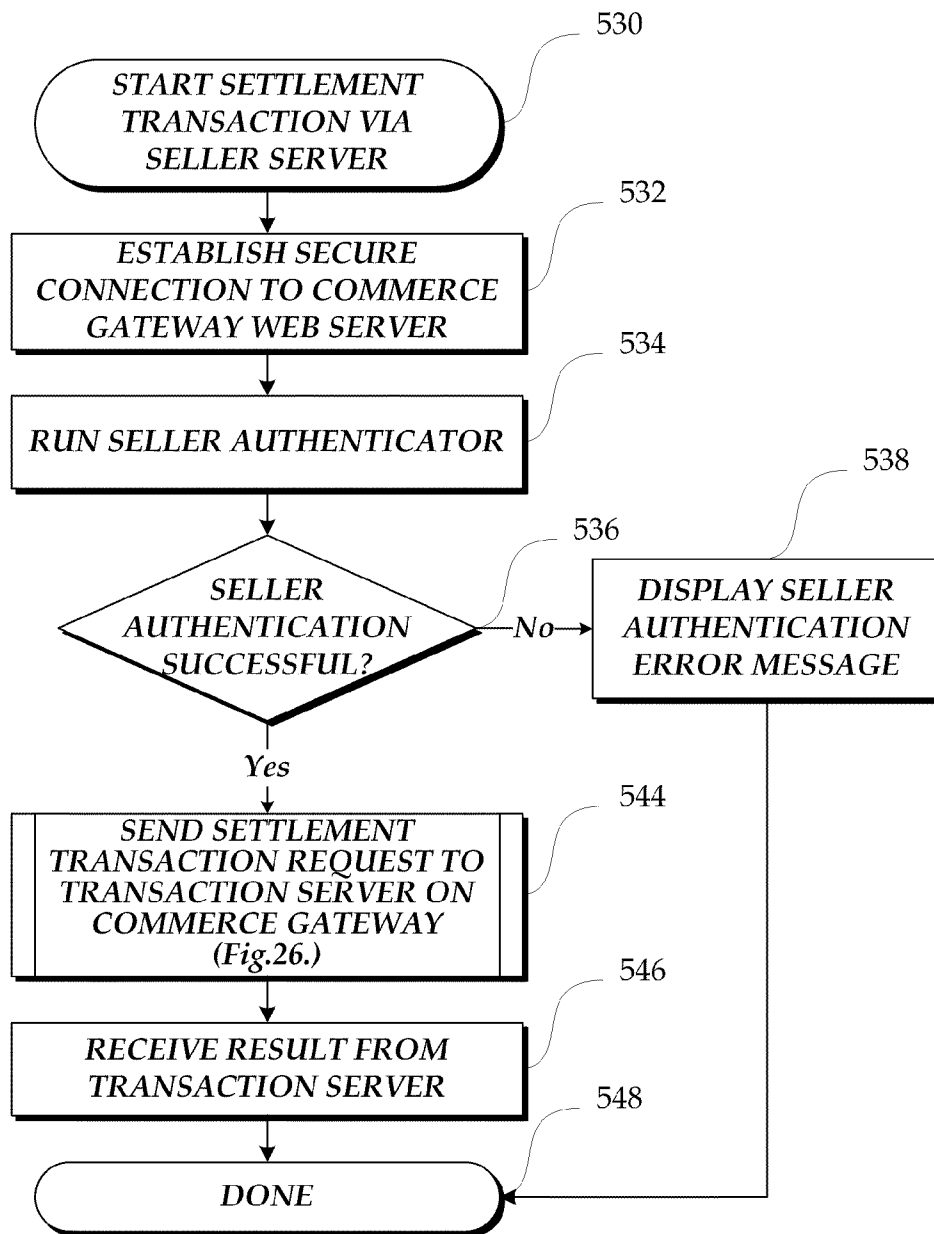 530
START SETTLEMENT
TRANSACTION VIA
SELLER SERVER
532
ESTABLISH SECURE
CONNECTION TO COMMERCE
GATEWAY WEB SERVER
534
RUN SELLER AUTHENTICATOR
536
SELLER
AUTHENTICATION
SUCCESSFUL?
No
538
DISPLAY SELLER
AUTHENTICATION
ERROR MESSAGE
Yes
544
SEND SETTLEMENT
TRANSACTION REQUEST TO
TRANSACTION SERVER ON
COMMERCE GATEWAY
(Fig.26.)
546
RECEIVE RESULT FROM
TRANSACTION SERVER
548
DONE